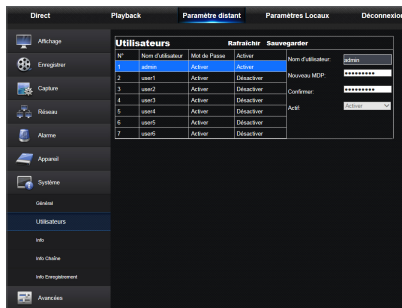 Direct
Playback
Paramètre distant
Paramètres Locaux
Déconnexion
Affichage
Enregistrer
Capture
Réseau
Alarme
Appareil
Système
Général
Utilisateurs
Info
Info Chaîne
Info Enregistrement
Avancées
Utilisateurs Rafraîchir Sauvegarder
N° Nom d'utilisateur Mot de Passe Activer
1 admin Activer Activer
2 user1 Activer Désactiver
3 user2 Activer Désactiver
4 user3 Activer Désactiver
5 user4 Activer Désactiver
6 user5 Activer Désactiver
7 user6 Activer Désactiver
Nom d'utilisateur: admin
Nouveau MDP: •••••••••
Confirmer: •••••••••
Actif: Activer